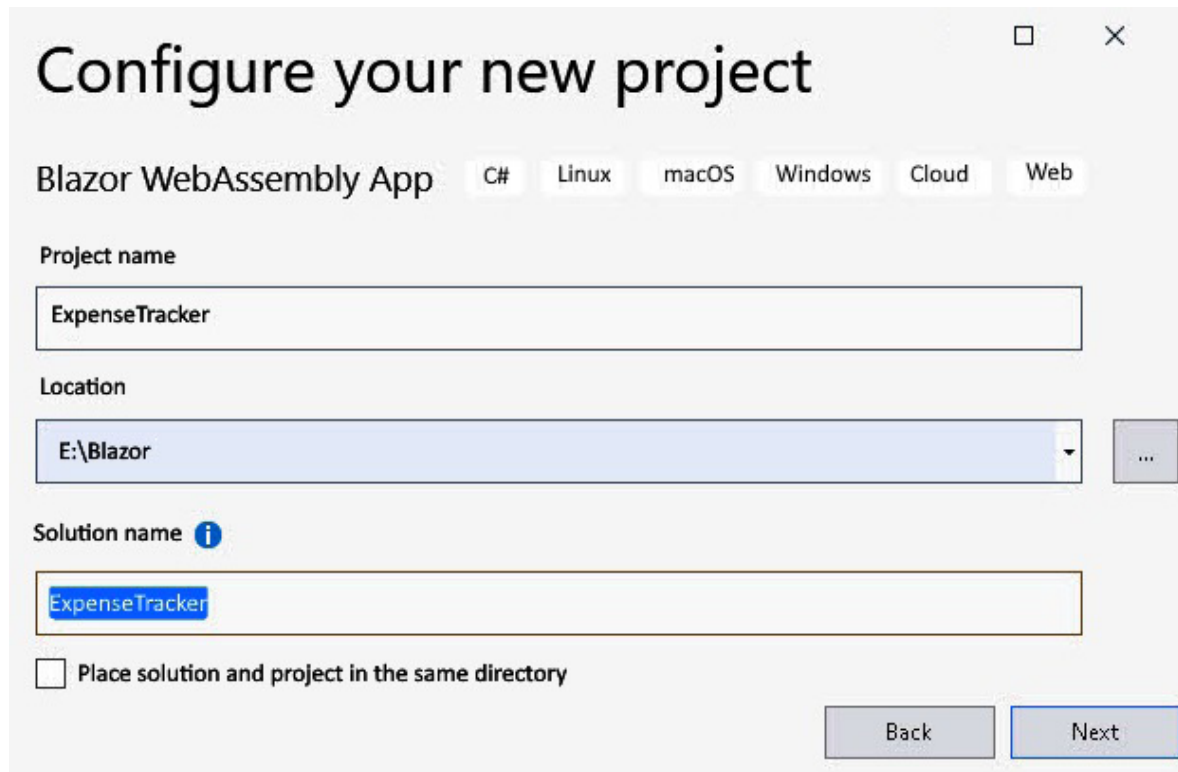 Configure your new project
Blazor WebAssembly App C# Linux macOS Windows Cloud Web
Project name
ExpenseTracker
Location
E:\Blazor
...
Solution name i
ExpenseTracker
Place solution and project in the same directory
Back Next